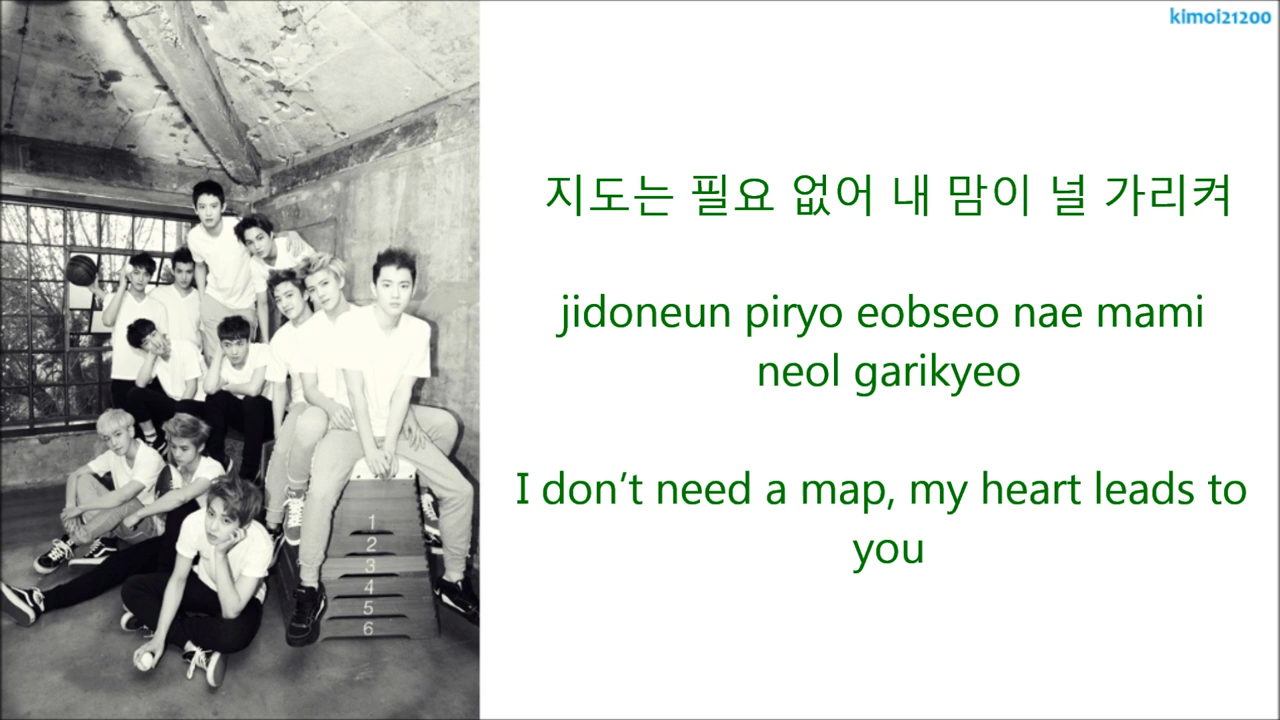 kimoi21200
지도는 필요 없어 내 맘이 널 가리켜
jidoneun piryo eobseo nae mami
neol garikyeo
I don’t need a map, my heart leads to
you
1
2
3
4
5
6